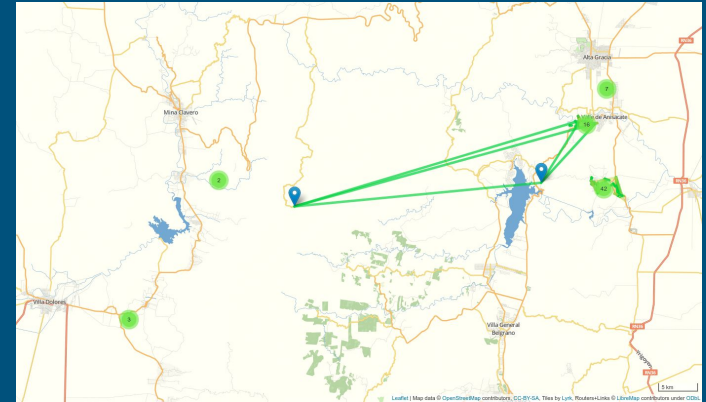 Alta Gracia
7
Mina Clavero
Valle de Anisacate
16
2
42
Villa Dolores
3
Villa General
Belgrano
5 km
Leaflet | Map data © OpenStreetMap contributors, CC-BY-SA, Tiles by Lyrk, Routers+Links © LibreMap contributors under ODbL